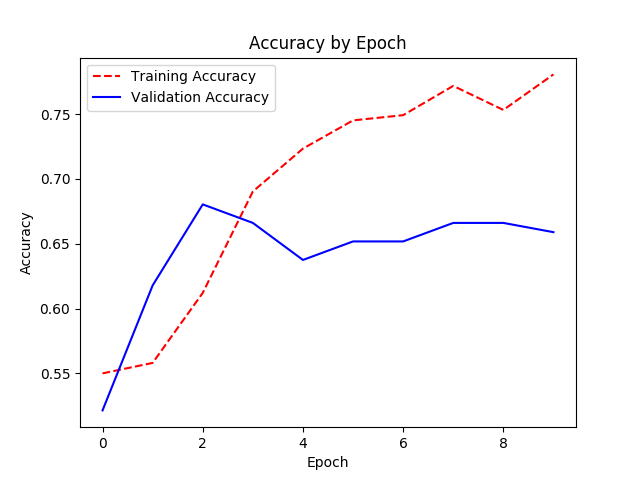 Accuracy by Epoch
Training Accuracy
Validation Accuracy
0.75
0.70
0.65
0.60
0.55
Accuracy
0 2 4 6 8
Epoch